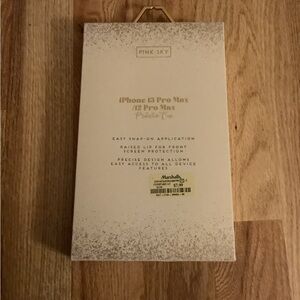 PINK SKY
iPhone 13 Pro Max
/12 Pro Max
Protective Case
EASY SNAP-ON APPLICATION
RAISED LIP FOR FRONT
SCREEN PROTECTION
PRECISE DESIGN ALLOWS
EASY ACCESS TO ALL DEVICE
FEATURES
Marshalls